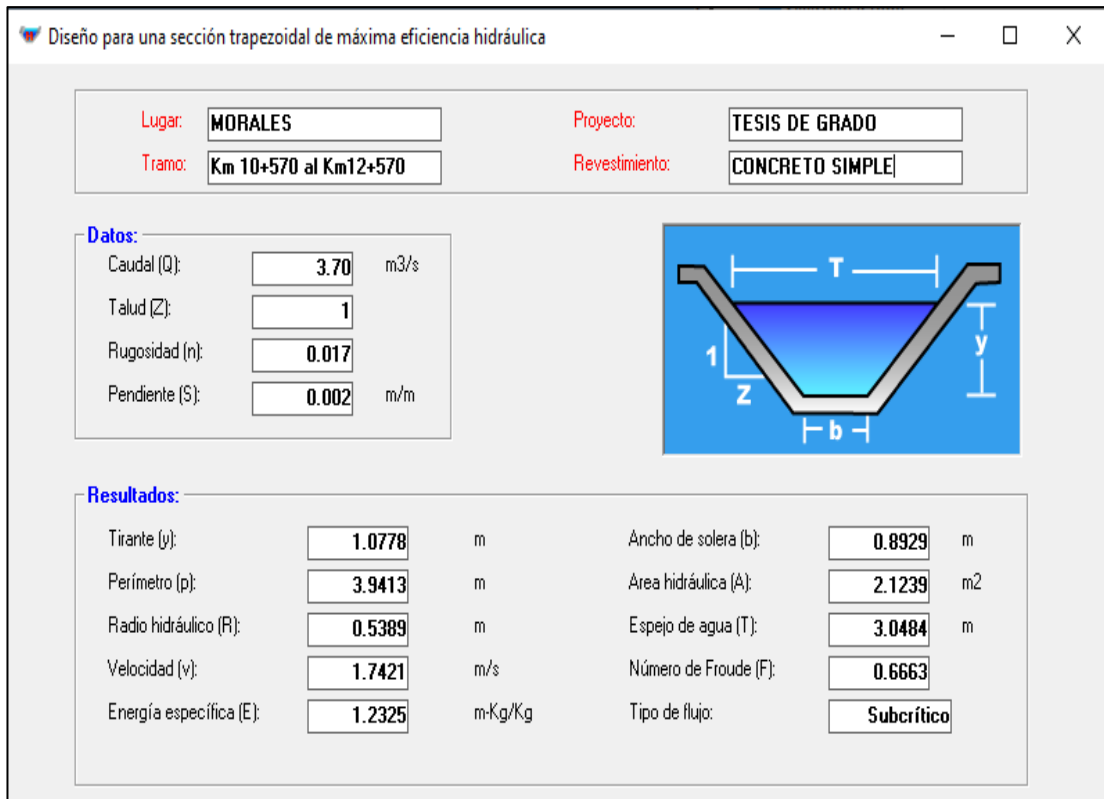 Diseño para una sección trapezoidal de máxima eficiencia hidráulica
Lugar: MORALES Proyecto: TESIS DE GRADO
Tramo: Km 10+570 al Km12+570 Revestimiento: CONCRETO SIMPLE
Datos:
Caudal (Q): 3.70 m3/s
Talud (Z): 1
Rugosidad (n): 0.017
Pendiente (S): 0.002 m/m
T
y
1
Z
b
Resultados:
Tirante (y): 1.0778 m Ancho de solera (b): 0.8929 m
Perímetro (p): 3.9413 m Area hidráulica (A): 2.1239 m2
Radio hidráulico (R): 0.5389 m Espejo de agua (T): 3.0484 m
Velocidad (v): 1.7421 m/s Número de Froude (F): 0.6663
Energía específica (E): 1.2325 m-Kg/Kg Tipo de flujo: Subcrítico